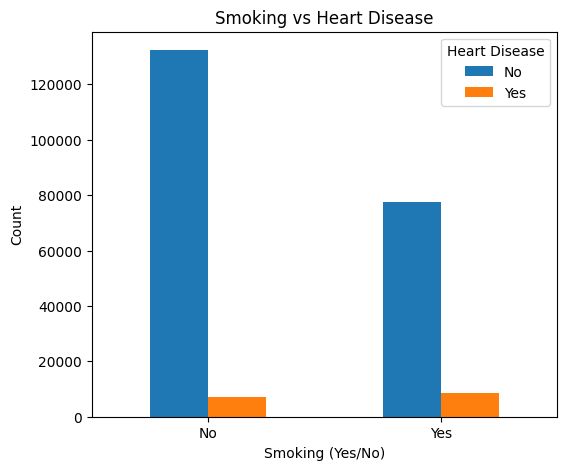 Smoking vs Heart Disease
Heart Disease
No
Yes
Count
120000
100000
80000
60000
40000
20000
0
No Yes
Smoking (Yes/No)